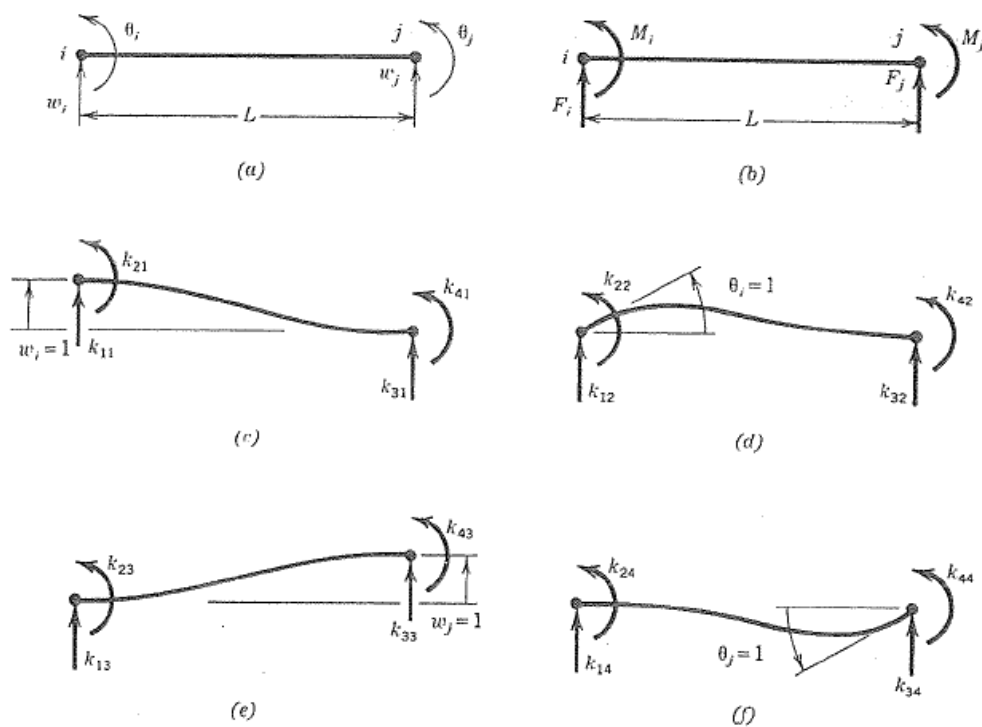 θᵢ
i
j
θⱼ
wᵢ
wⱼ
L
(a)
Mᵢ
i
j
Mⱼ
Fᵢ
Fⱼ
L
(b)
k₂₁
k₄₁
wᵢ = 1
k₁₁
k₃₁
(c)
k₂₂
θᵢ = 1
k₄₂
k₁₂
k₃₂
(d)
k₂₃
k₄₃
k₁₃
k₃₃
wⱼ = 1
(e)
k₂₄
k₄₄
k₁₄
θⱼ = 1
k₃₄
(f)